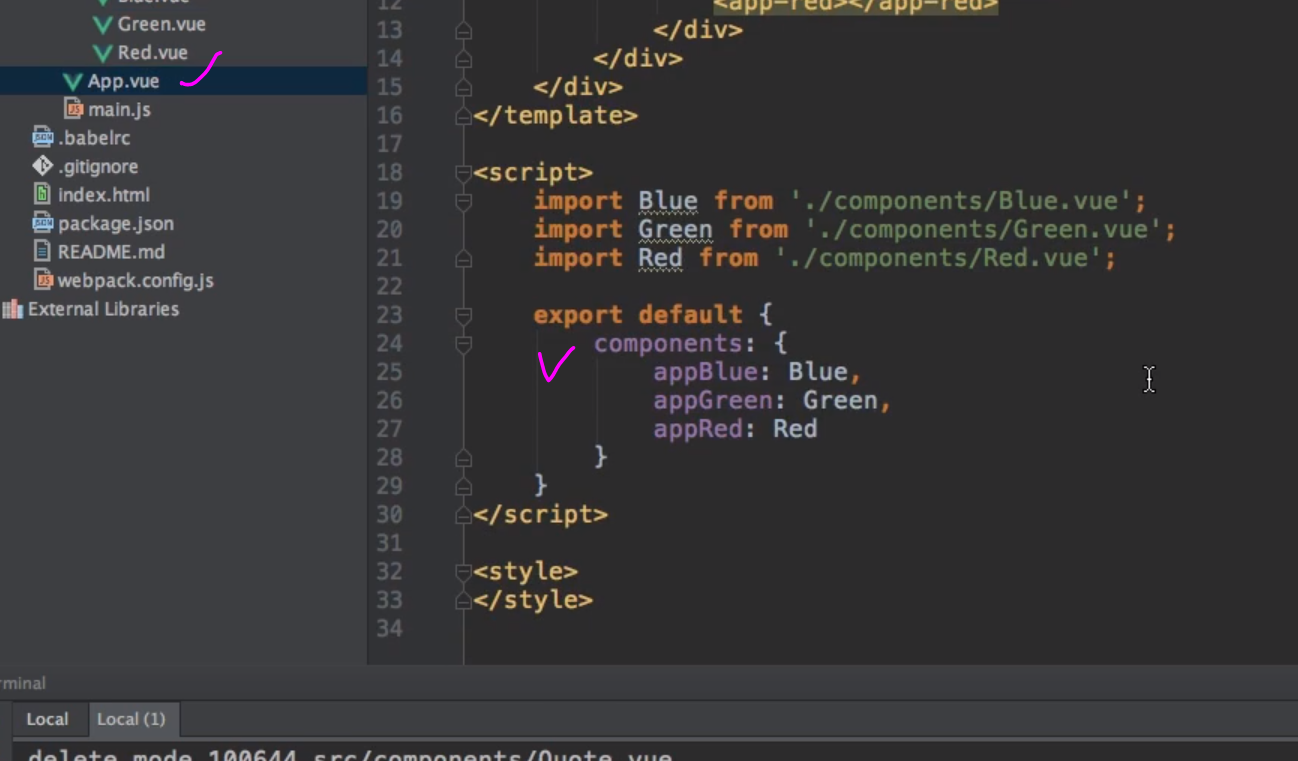 Blue.vue
Green.vue
Red.vue
App.vue
main.js
.babelrc
.gitignore
index.html
package.json
README.md
webpack.config.js
External Libraries
12 <app-red></app-red>
13 </div>
14 </div>
15 </div>
16 </template>
17
18 <script>
19 import Blue from './components/Blue.vue';
20 import Green from './components/Green.vue';
21 import Red from './components/Red.vue';
22
23 export default {
24 components: {
25 appBlue: Blue,
26 appGreen: Green,
27 appRed: Red
28 }
29 }
30 </script>
31
32 <style>
33 </style>
34
rminal
Local Local (1)
delete mode 100644 src/components/Quote.vue